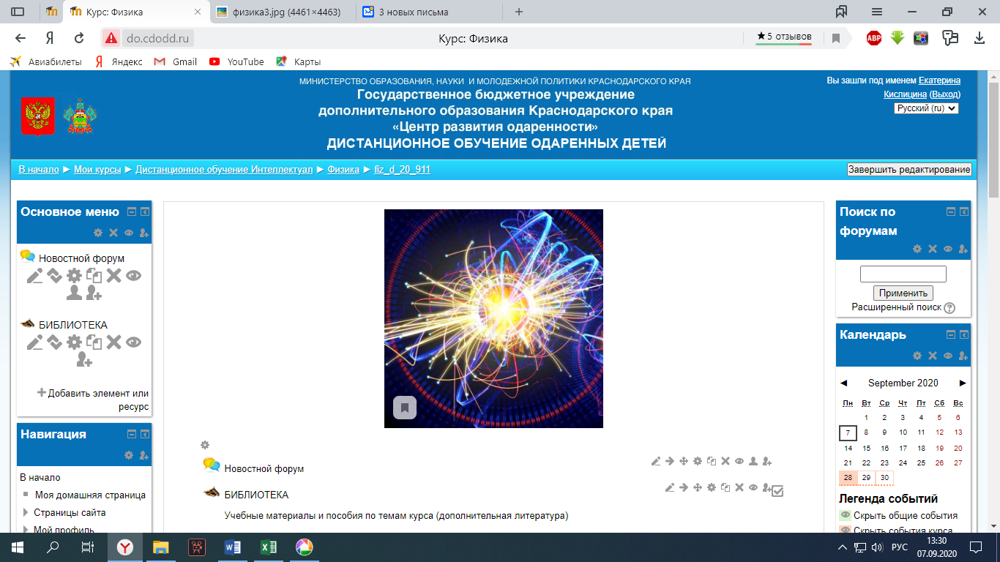 Курс: Физика
физика3.jpg (4461×4463)
3 новых письма
do.cdodd.ru
Курс: Физика
★5 отзывов
ABP
Авиабилеты
Яндекс
Gmail
YouTube
Карты
МИНИСТЕРСТВО ОБРАЗОВАНИЯ, НАУКИ И МОЛОДЕЖНОЙ ПОЛИТИКИ КРАСНОДАРСКОГО КРАЯ
Государственное бюджетное учреждение
дополнительного образования Краснодарского края
«Центр развития одаренности»
ДИСТАНЦИОННОЕ ОБУЧЕНИЕ ОДАРЕННЫХ ДЕТЕЙ
Вы зашли под именем Екатерина
Кислицина (Выход)
Русский (ru)
В начало ► Мои курсы ► Дистанционное обучение Интеллектуал ► Физика ► fiz_d_20_911
Завершить редактирование
Основное меню
Новостной форум
БИБЛИОТЕКА
Добавить элемент или
ресурс
Навигация
В начало
Моя домашняя страница
Страницы сайта
Мой профиль
Новостной форум
БИБЛИОТЕКА
Учебные материалы и пособия по темам курса (дополнительная литература)
Поиск по
форумам
Применить
Расширенный поиск
Календарь
◄ September 2020 ►
Пн Вт Ср Чт Пт Сб Вс
1 2 3 4 5 6
7 8 9 10 11 12 13
14 15 16 17 18 19 20
21 22 23 24 25 26 27
28 29 30
Легенда событий
Скрыть общие события
Скрыть события курса
РУС
13:30
07.09.2020